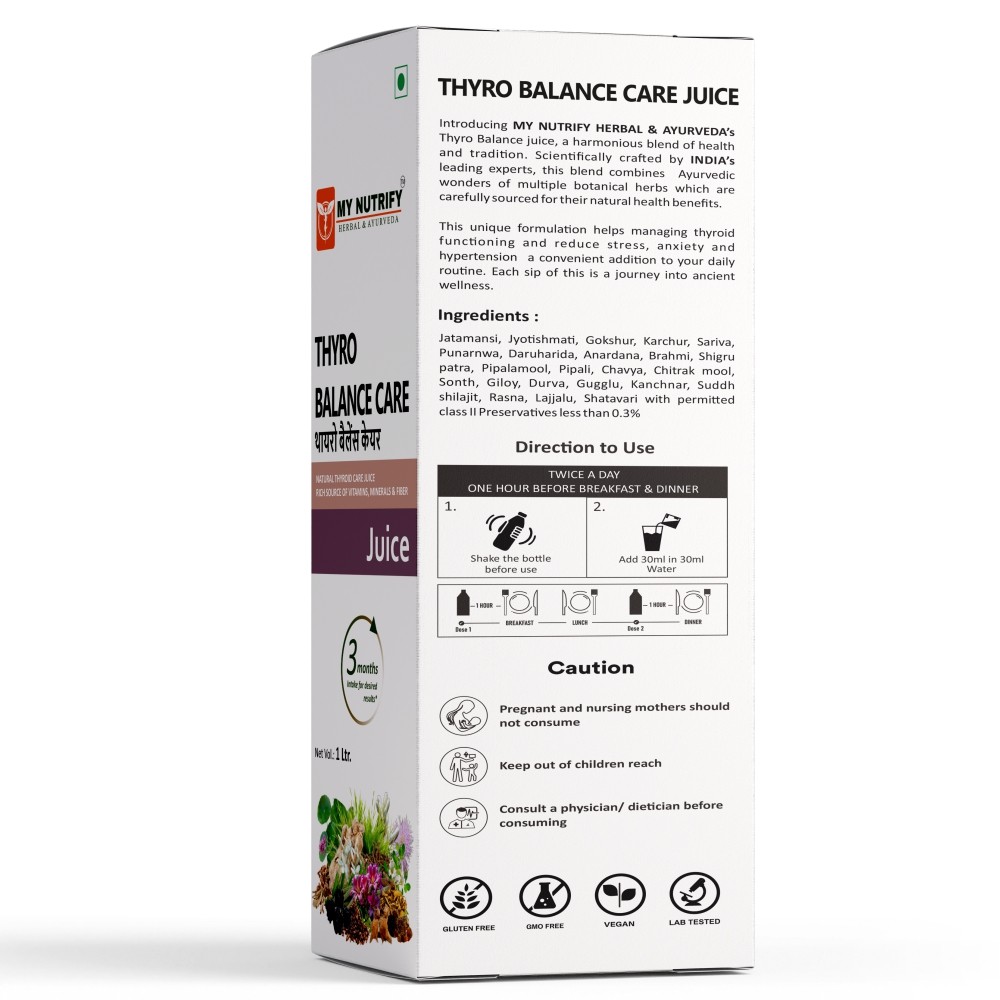 MY NUTRIFY
TM
HERBAL & AYURVEDA
THYRO
BALANCE CARE
थायरो बैलेंस केयर
NATURAL THYROID CARE JUICE
RICH SOURCE OF VITAMINS, MINERALS & FIBER
Juice
3 months
intake for desired
results*
Net Vol.: 1 Ltr.
THYRO BALANCE CARE JUICE
Introducing MY NUTRIFY HERBAL & AYURVEDA's
Thyro Balance juice, a harmonious blend of health
and tradition. Scientifically crafted by INDIA's
leading experts, this blend combines Ayurvedic
wonders of multiple botanical herbs which are
carefully sourced for their natural health benefits.
This unique formulation helps managing thyroid
functioning and reduce stress, anxiety and
hypertension a convenient addition to your daily
routine. Each sip of this is a journey into ancient
wellness.
Ingredients :
Jatamansi, Jyotishmati, Gokshur, Karchur, Sariva,
Punarnwa, Daruharida, Anardana, Brahmi, Shigru
patra, Pipalamool, Pipali, Chavya, Chitrak mool,
Sonth, Giloy, Durva, Gugglu, Kanchnar, Suddh
shilajit, Rasna, Lajjalu, Shatavari with permitted
class II Preservatives less than 0.3%
Direction to Use
TWICE A DAY
ONE HOUR BEFORE BREAKFAST & DINNER
1.
Shake the bottle
before use
2.
Add 30ml in 30ml
Water
1 HOUR
1 HOUR
Dose 1
BREAKFAST
LUNCH
Dose 2
DINNER
Caution
Pregnant and nursing mothers should
not consume
Keep out of children reach
Consult a physician/ dietician before
consuming
GLUTEN FREE
GMO FREE
VEGAN
LAB TESTED